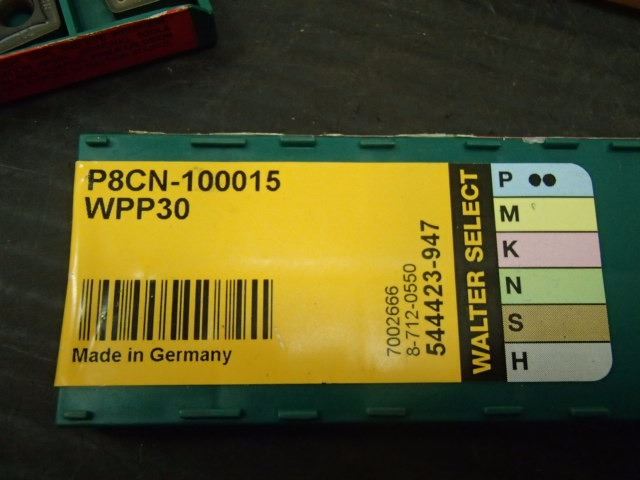 P8CN-100015
WPP30
Made in Germany
7002666
8-712-0550
544423-947
WALTER SELECT
P
M
K
N
S
H